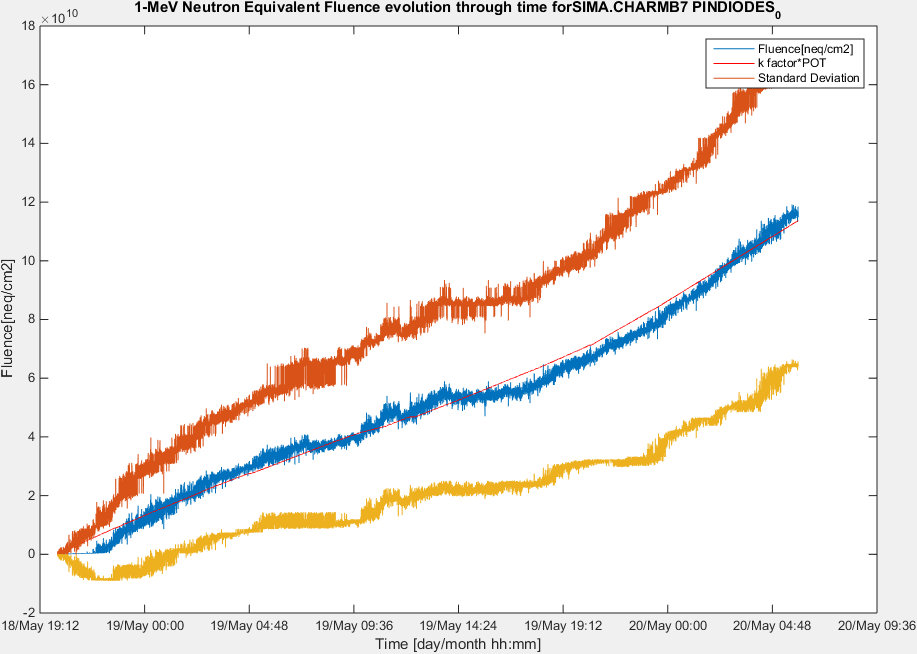 1-MeV Neutron Equivalent Fluence evolution through time forSIMA.CHARMB7 PINDIODES0
×10^10
Fluence[neq/cm2]
k factor*POT
Standard Deviation
18
16
14
12
10
8
6
4
2
0
-2
Fluence[neq/cm2]
18/May 19:12 19/May 00:00 19/May 04:48 19/May 09:36 19/May 14:24 19/May 19:12 20/May 00:00 20/May 04:48 20/May 09:36
Time [day/month hh:mm]